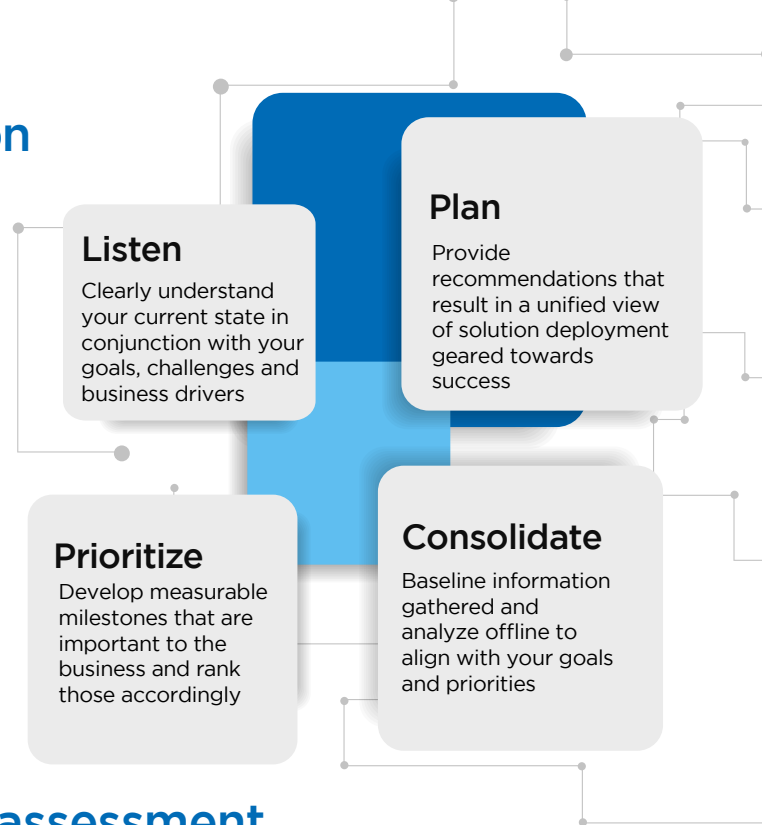 on
Listen
Clearly understand
your current state in
conjunction with your
goals, challenges and
business drivers
Plan
Provide
recommendations that
result in a unified view
of solution deployment
geared towards
success
Prioritize
Develop measurable
milestones that are
important to the
business and rank
those accordingly
Consolidate
Baseline information
gathered and
analyze offline to
align with your goals
and priorities
assessment